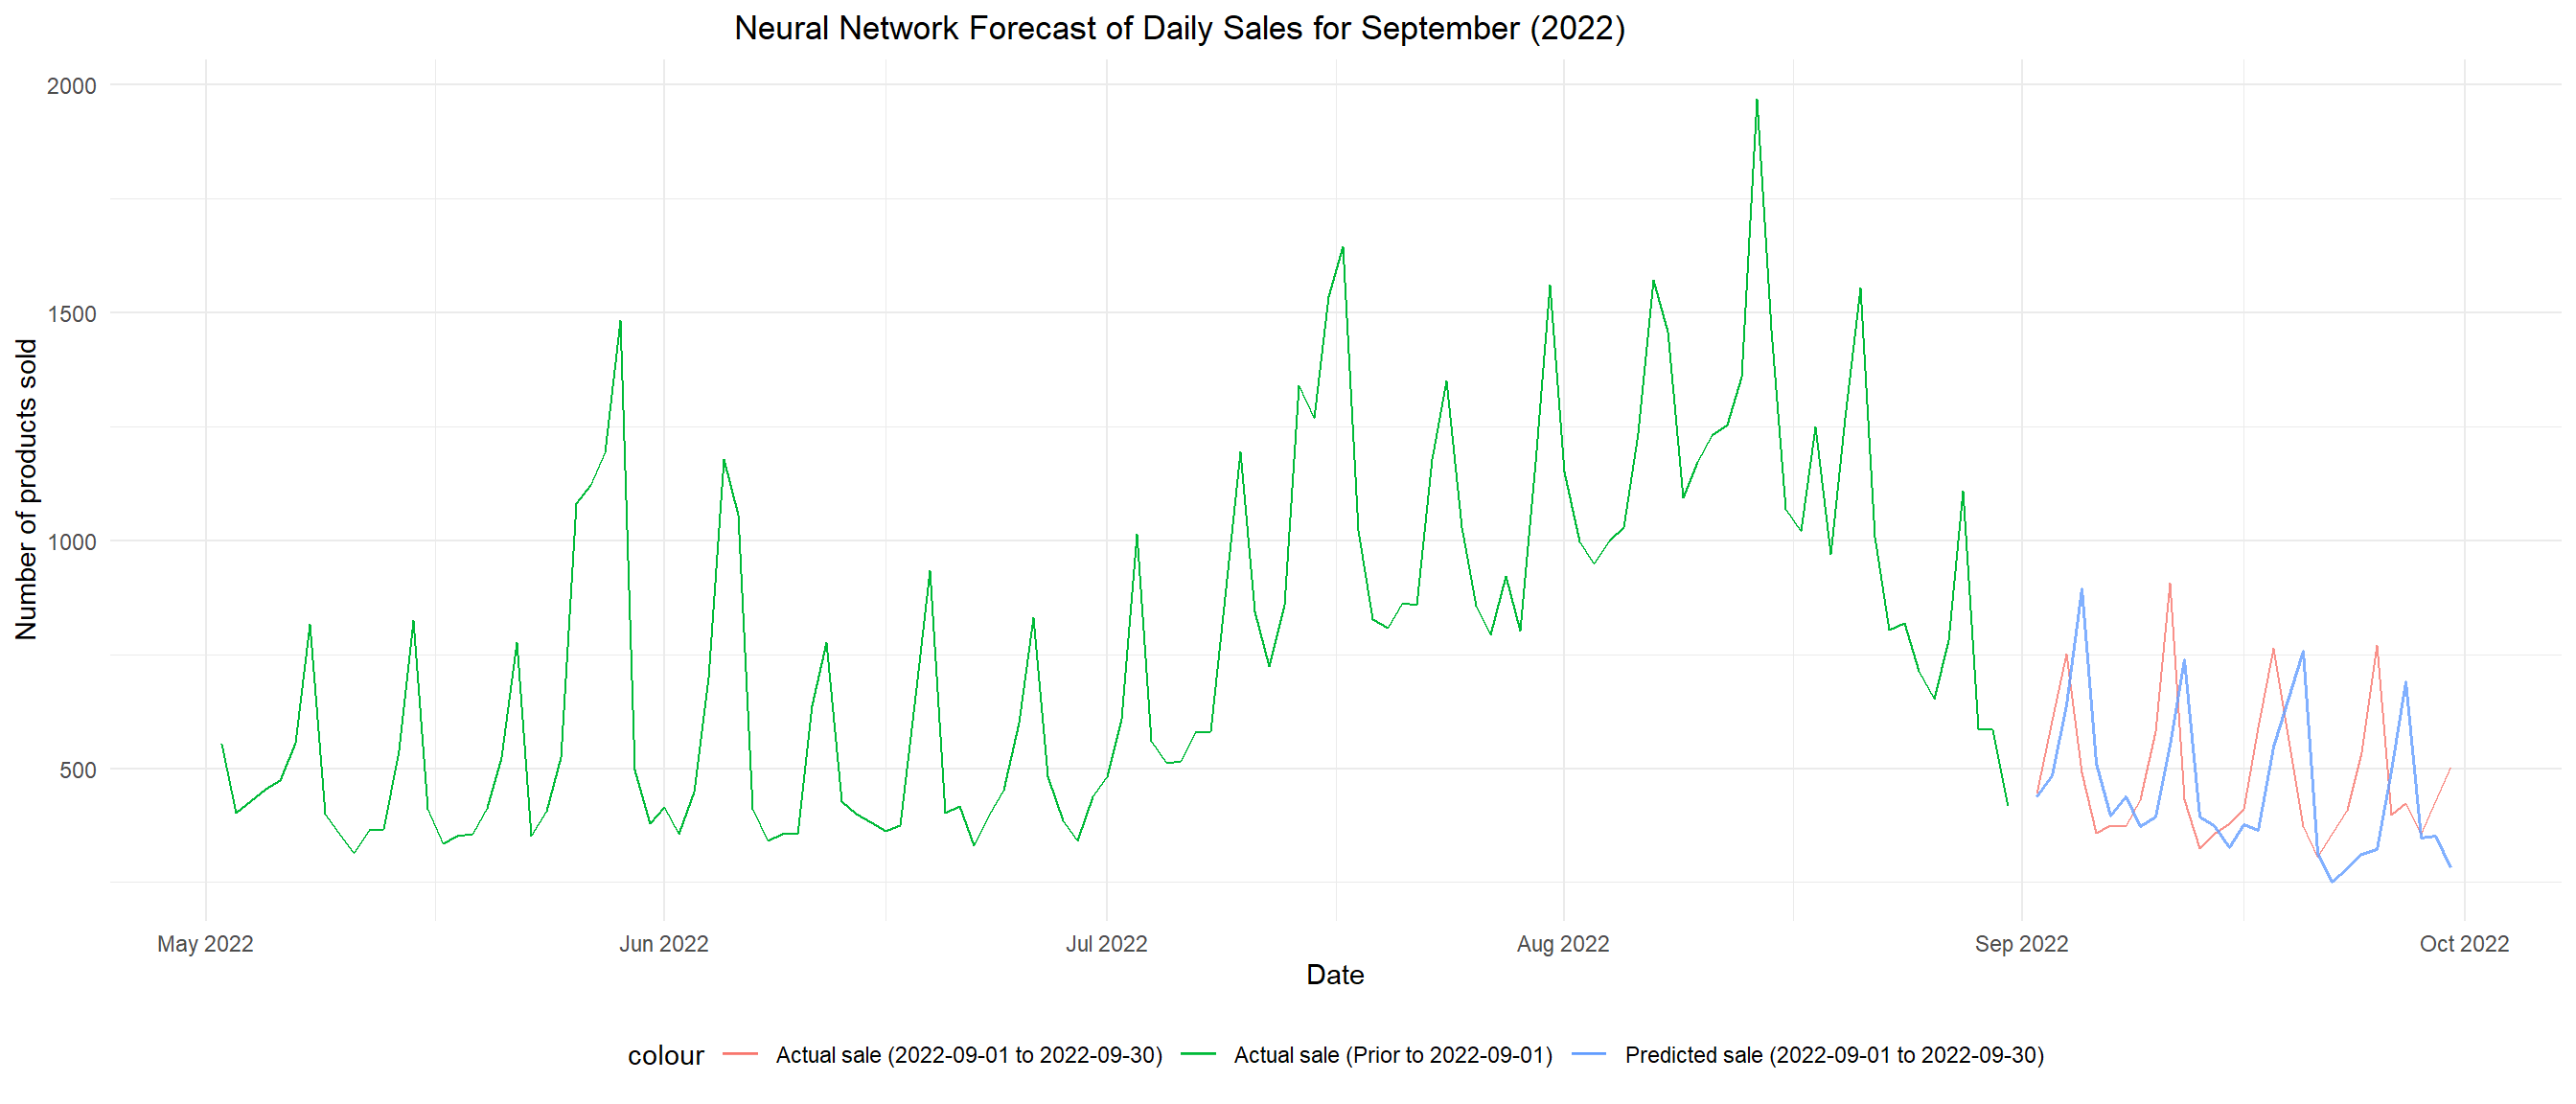 Neural Network Forecast of Daily Sales for September (2022)
2000
1500
1000
500
Number of products sold
May 2022 Jun 2022 Jul 2022 Aug 2022 Sep 2022 Oct 2022
Date
colour Actual sale (2022-09-01 to 2022-09-30) Actual sale (Prior to 2022-09-01) Predicted sale (2022-09-01 to 2022-09-30)